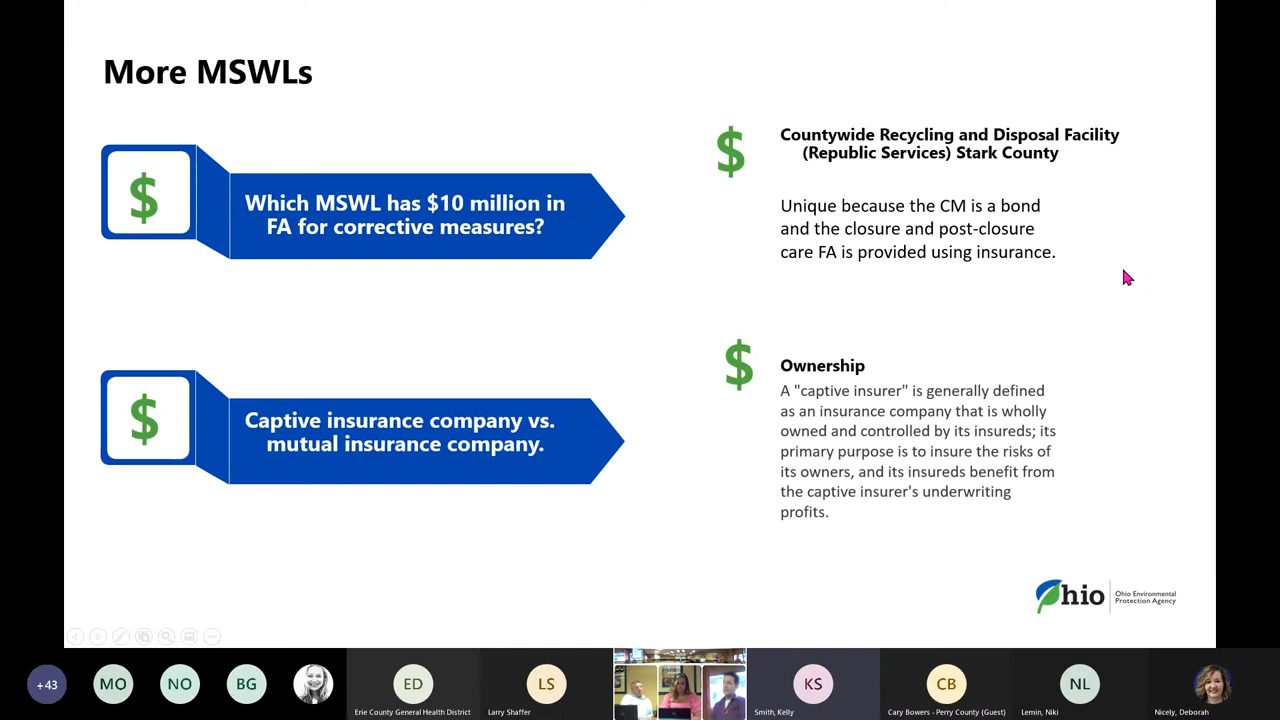 More MSWLs
$
Which MSWL has $10 million in
FA for corrective measures?
$
Countywide Recycling and Disposal Facility
(Republic Services) Stark County
Unique because the CM is a bond
and the closure and post-closure
care FA is provided using insurance.
$
Captive insurance company vs.
mutual insurance company.
$
Ownership
A "captive insurer" is generally defined
as an insurance company that is wholly
owned and controlled by its insureds; its
primary purpose is to insure the risks of
its owners, and its insureds benefit from
the captive insurer's underwriting
profits.
Ohio
Ohio Environmental
Protection Agency
+43
MO
NO
BG
ED
Erie County General Health District
LS
Larry Shaffer
KS
Smith, Kelly
CB
Cary Bowers - Perry County (Guest)
NL
Lemin, Niki
Nicely, Deborah